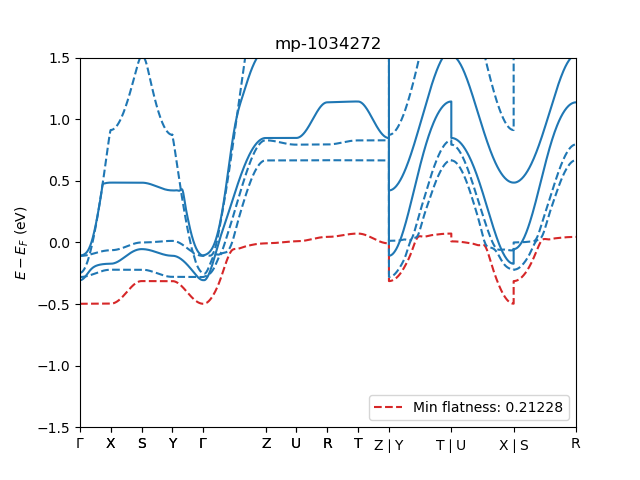 mp-1034272
E − E_F (eV)
1.5
1.0
0.5
0.0
−0.5
−1.0
−1.5
Min flatness: 0.21228
Γ X S Y Γ Z U R T Z | Y T | U X | S R